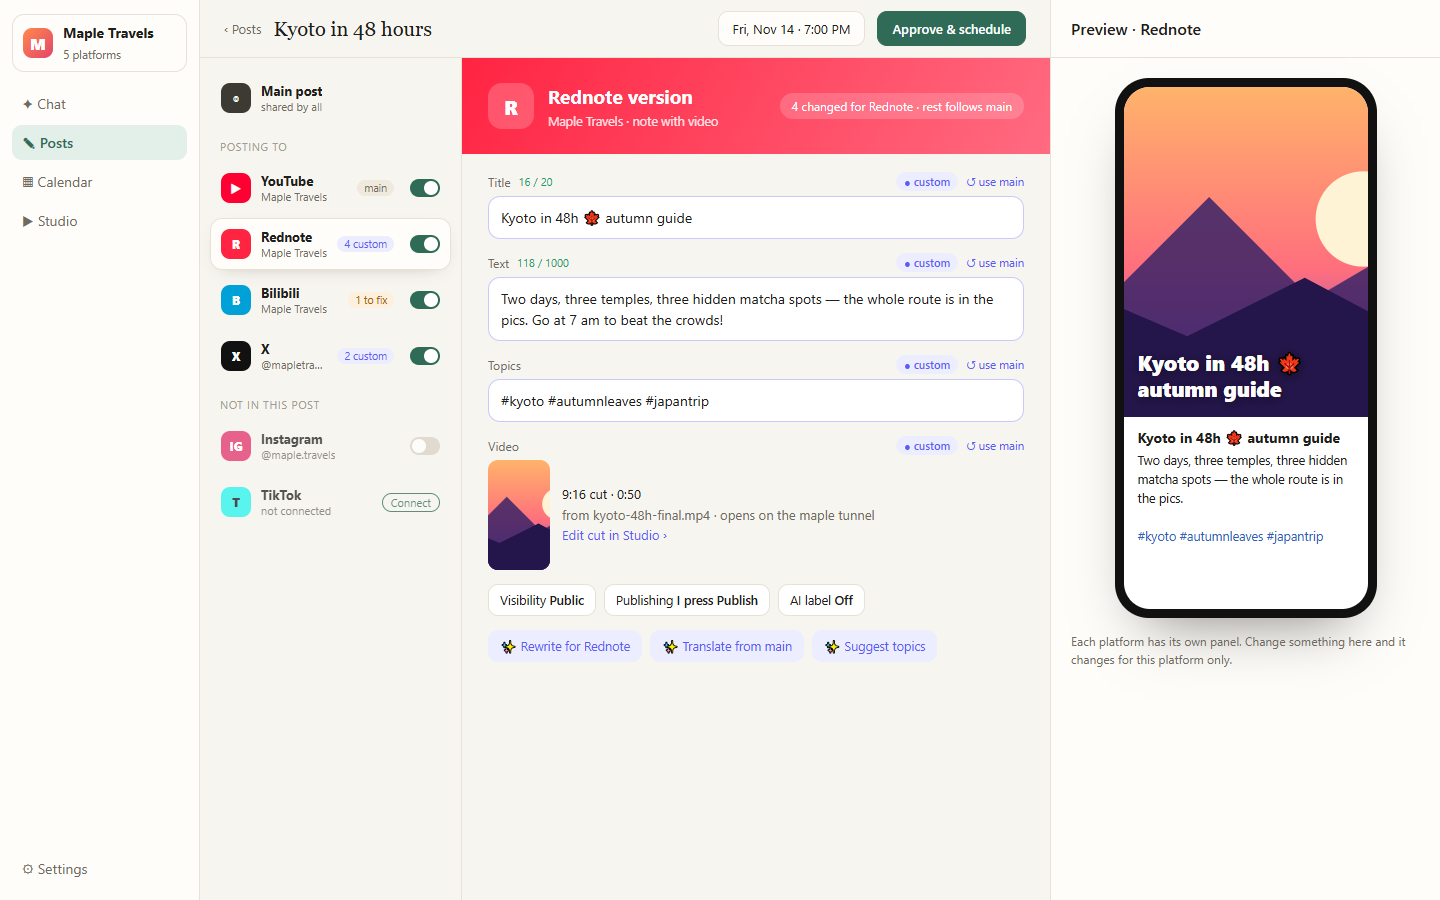 M
Maple Travels
5 platforms
Chat
Posts
Calendar
Studio
Settings
‹ Posts
Kyoto in 48 hours
Fri, Nov 14 · 7:00 PM
Approve & schedule
Main post
shared by all
POSTING TO
YouTube
Maple Travels
main
R
Rednote
Maple Travels
4 custom
B
Bilibili
Maple Travels
1 to fix
X
X
@mapletra...
2 custom
NOT IN THIS POST
IG
Instagram
@maple.travels
T
TikTok
not connected
Connect
R
Rednote version
Maple Travels · note with video
4 changed for Rednote · rest follows main
Title 16 / 20
● custom ↺ use main
Kyoto in 48h 🍁 autumn guide
Text 118 / 1000
● custom ↺ use main
Two days, three temples, three hidden matcha spots — the whole route is in the
pics. Go at 7 am to beat the crowds!
Topics
● custom ↺ use main
#kyoto #autumnleaves #japantrip
Video
● custom ↺ use main
9:16 cut · 0:50
from kyoto-48h-final.mp4 · opens on the maple tunnel
Edit cut in Studio ›
Visibility Public
Publishing I press Publish
AI label Off
✨ Rewrite for Rednote
✨ Translate from main
✨ Suggest topics
Preview · Rednote
Kyoto in 48h 🍁
autumn guide
Kyoto in 48h 🍁 autumn guide
Two days, three temples, three hidden
matcha spots — the whole route is in
the pics.
#kyoto #autumnleaves #japantrip
Each platform has its own panel. Change something here and it
changes for this platform only.